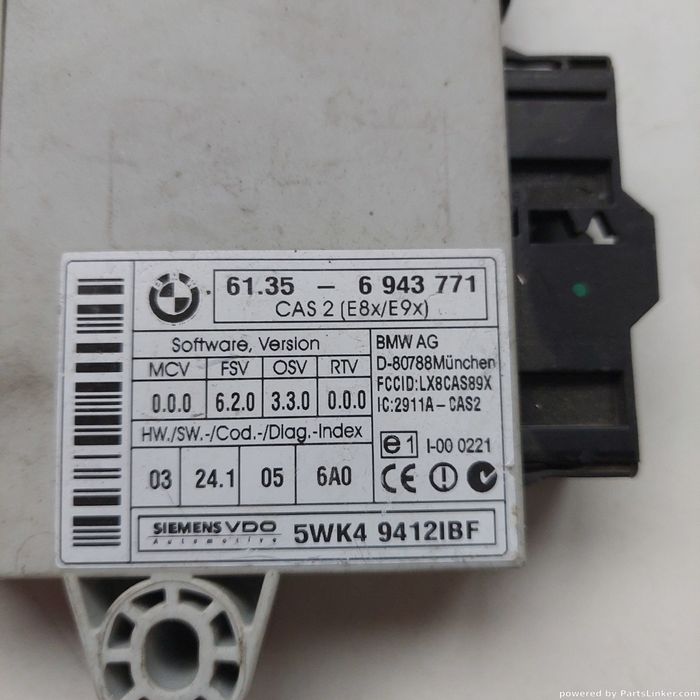 BMW
61.35 - 6 943 771
CAS 2 (E8x/E9x)
Software, Version
MCV FSV OSV RTV
0.0.0 6.2.0 3.3.0 0.0.0
HW./SW.-/Cod.-/Diag.-Index
03 24.1 05 6A0
BMW AG
D-80788München
FCCID:LX8CAS89X
IC:2911A-CAS2
e1 I-00 0221
CE
SIEMENS VDO
Automotive
5WK4 9412IBF
powered by PartsLinker.com